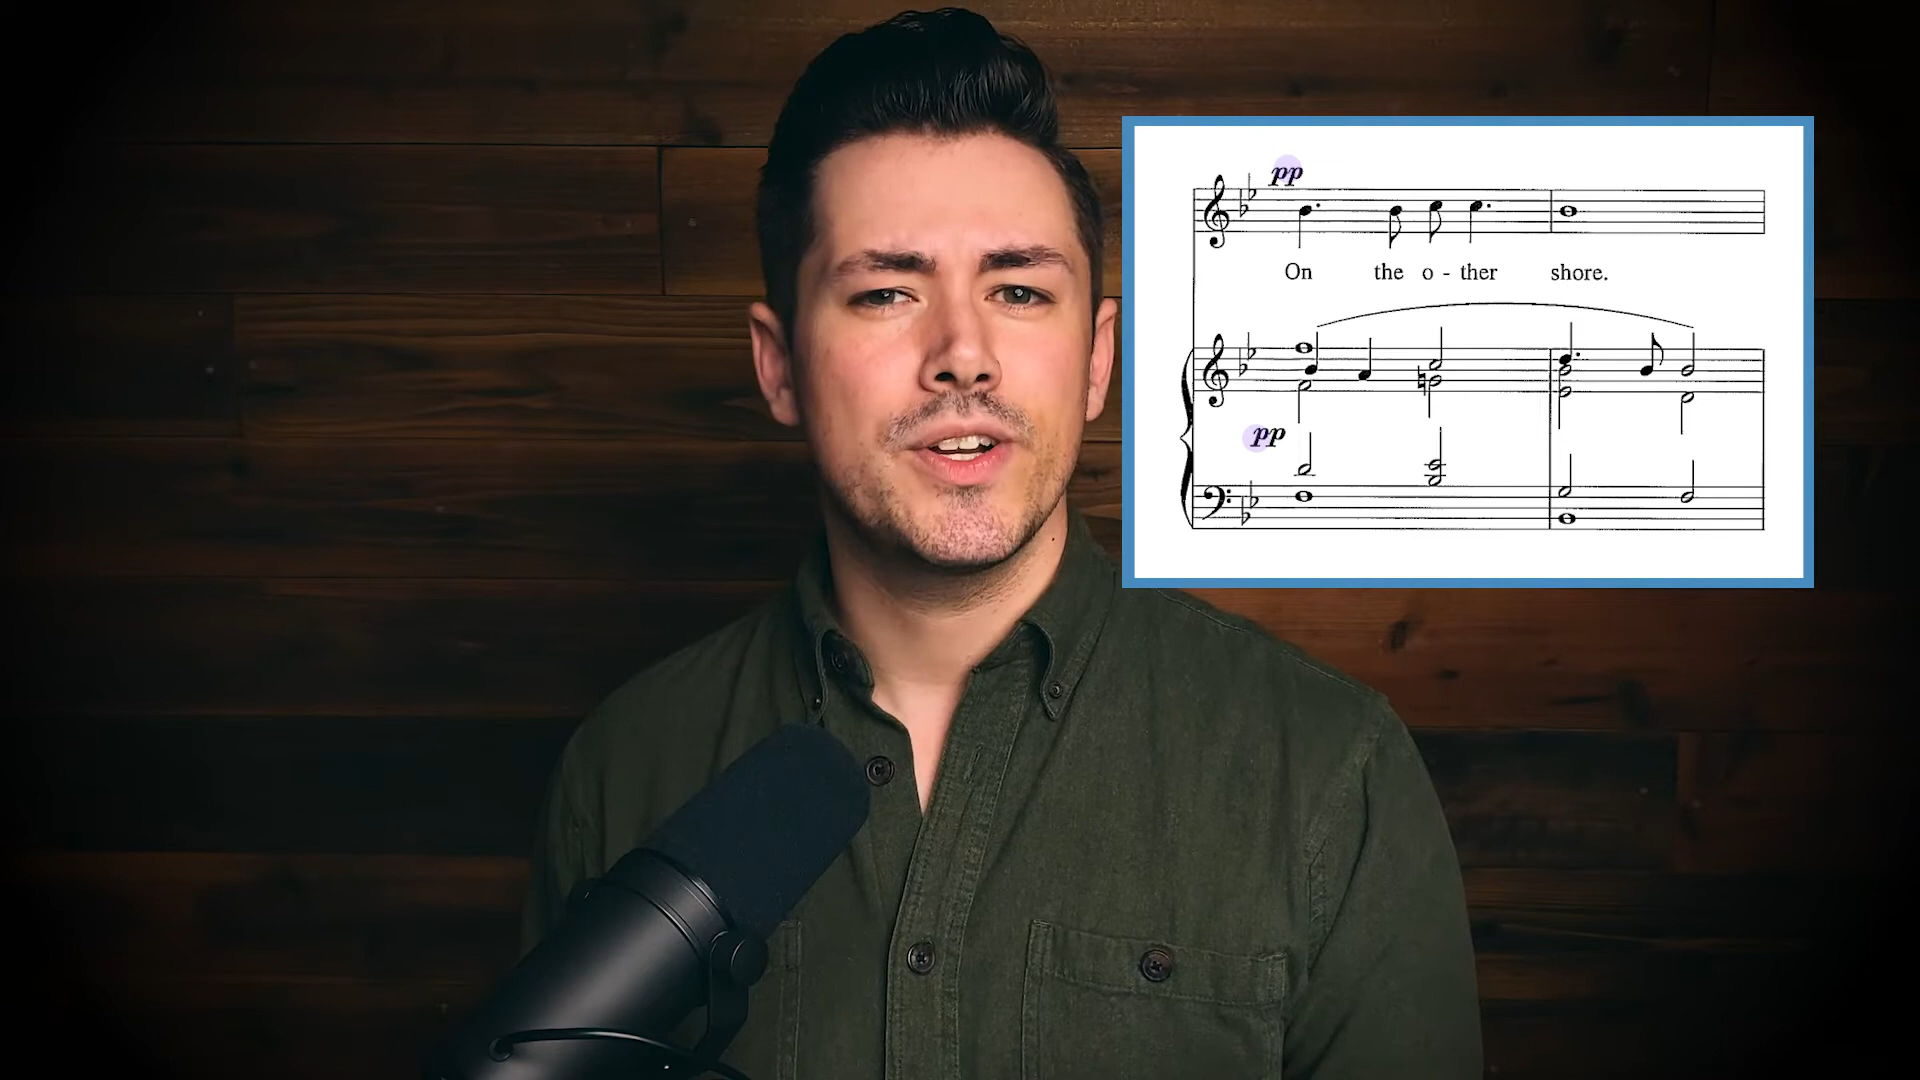 pp
On the o - ther shore.
pp